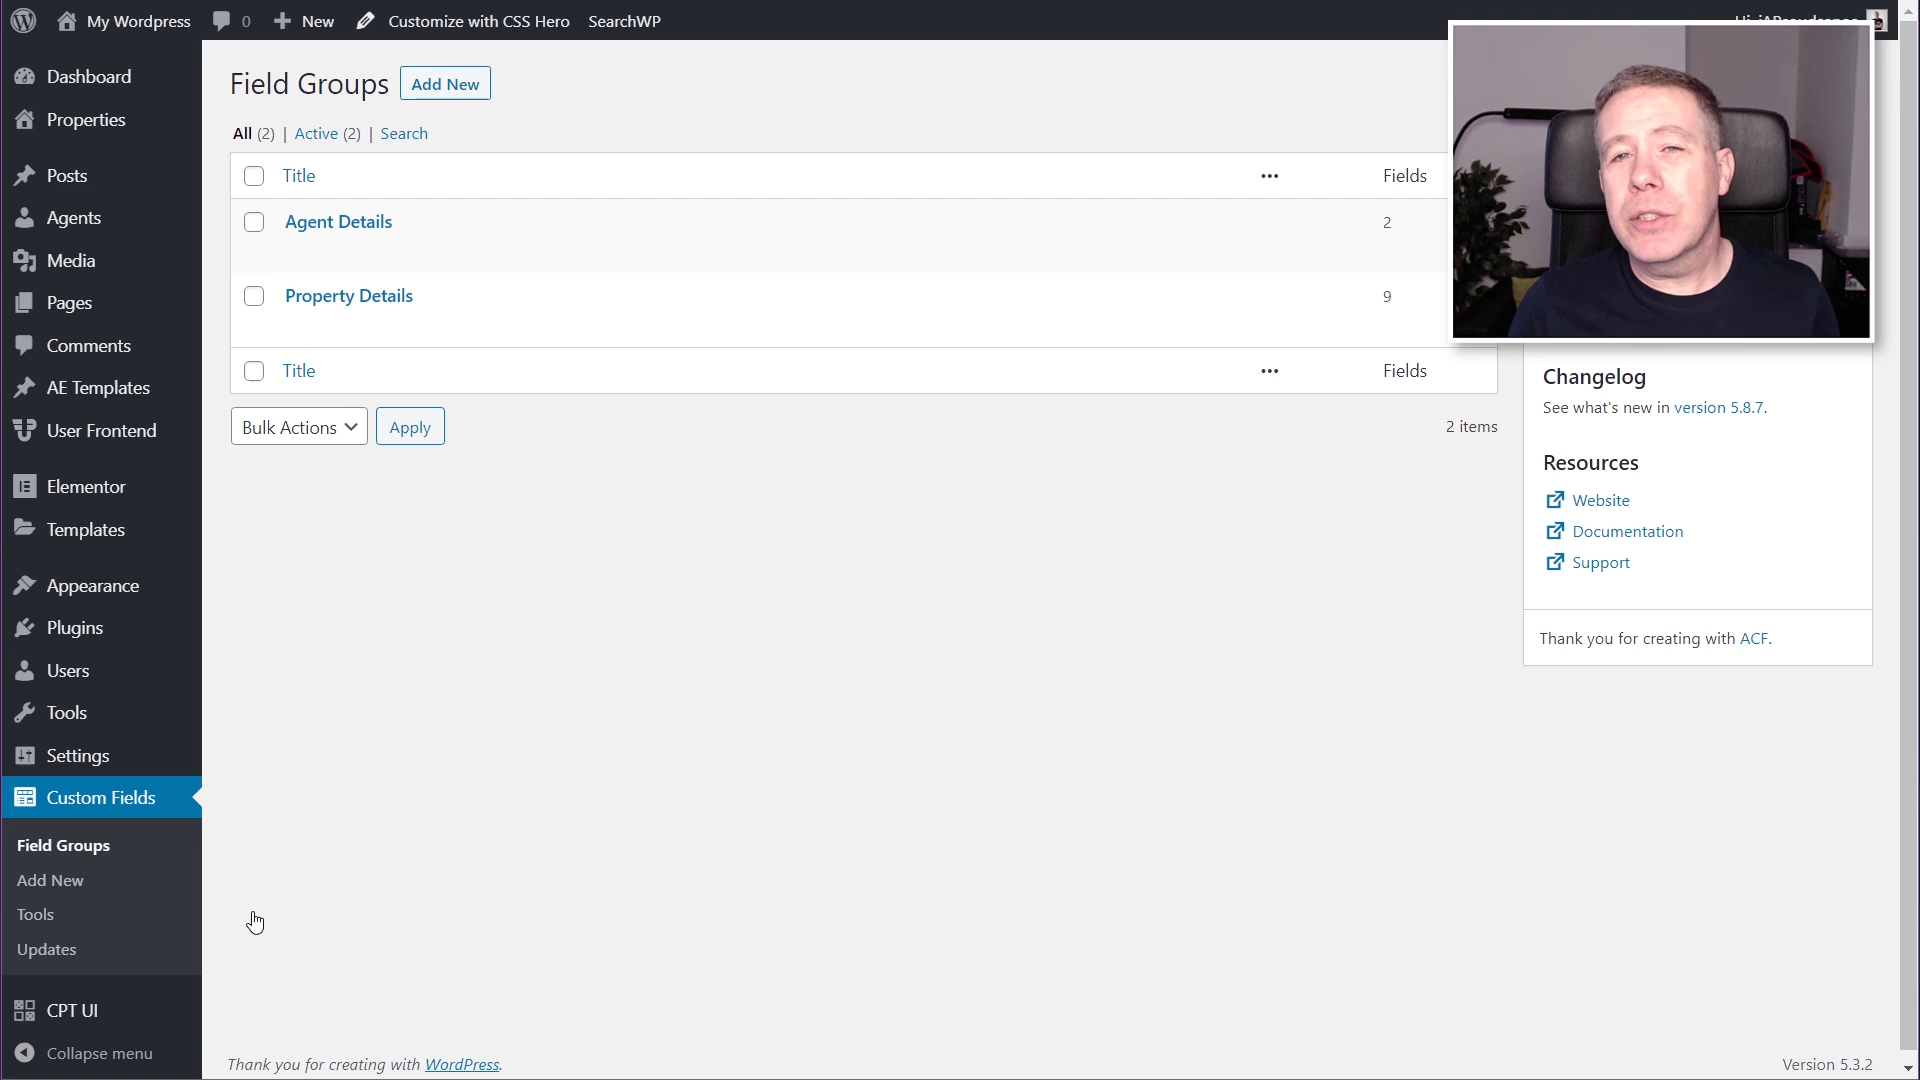 My Wordpress 0 New Customize with CSS Hero SearchWP
Dashboard
Properties
Posts
Agents
Media
Pages
Comments
AE Templates
User Frontend
Elementor
Templates
Appearance
Plugins
Users
Tools
Settings
Custom Fields
Field Groups
Add New
Tools
Updates
CPT UI
Collapse menu
Field Groups Add New
All (2) | Active (2) | Search
Title ••• Fields
Agent Details 2
Property Details 9
Title ••• Fields
Bulk Actions Apply 2 items
Changelog
See what's new in version 5.8.7.
Resources
Website
Documentation
Support
Thank you for creating with ACF.
Thank you for creating with WordPress. Version 5.3.2